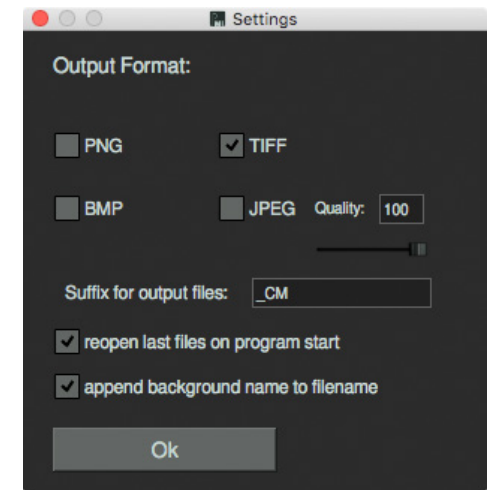 Settings
Output Format:
PNG TIFF
BMP JPEG Quality: 100
Suffix for output files: _CM
reopen last files on program start
append background name to filename
Ok